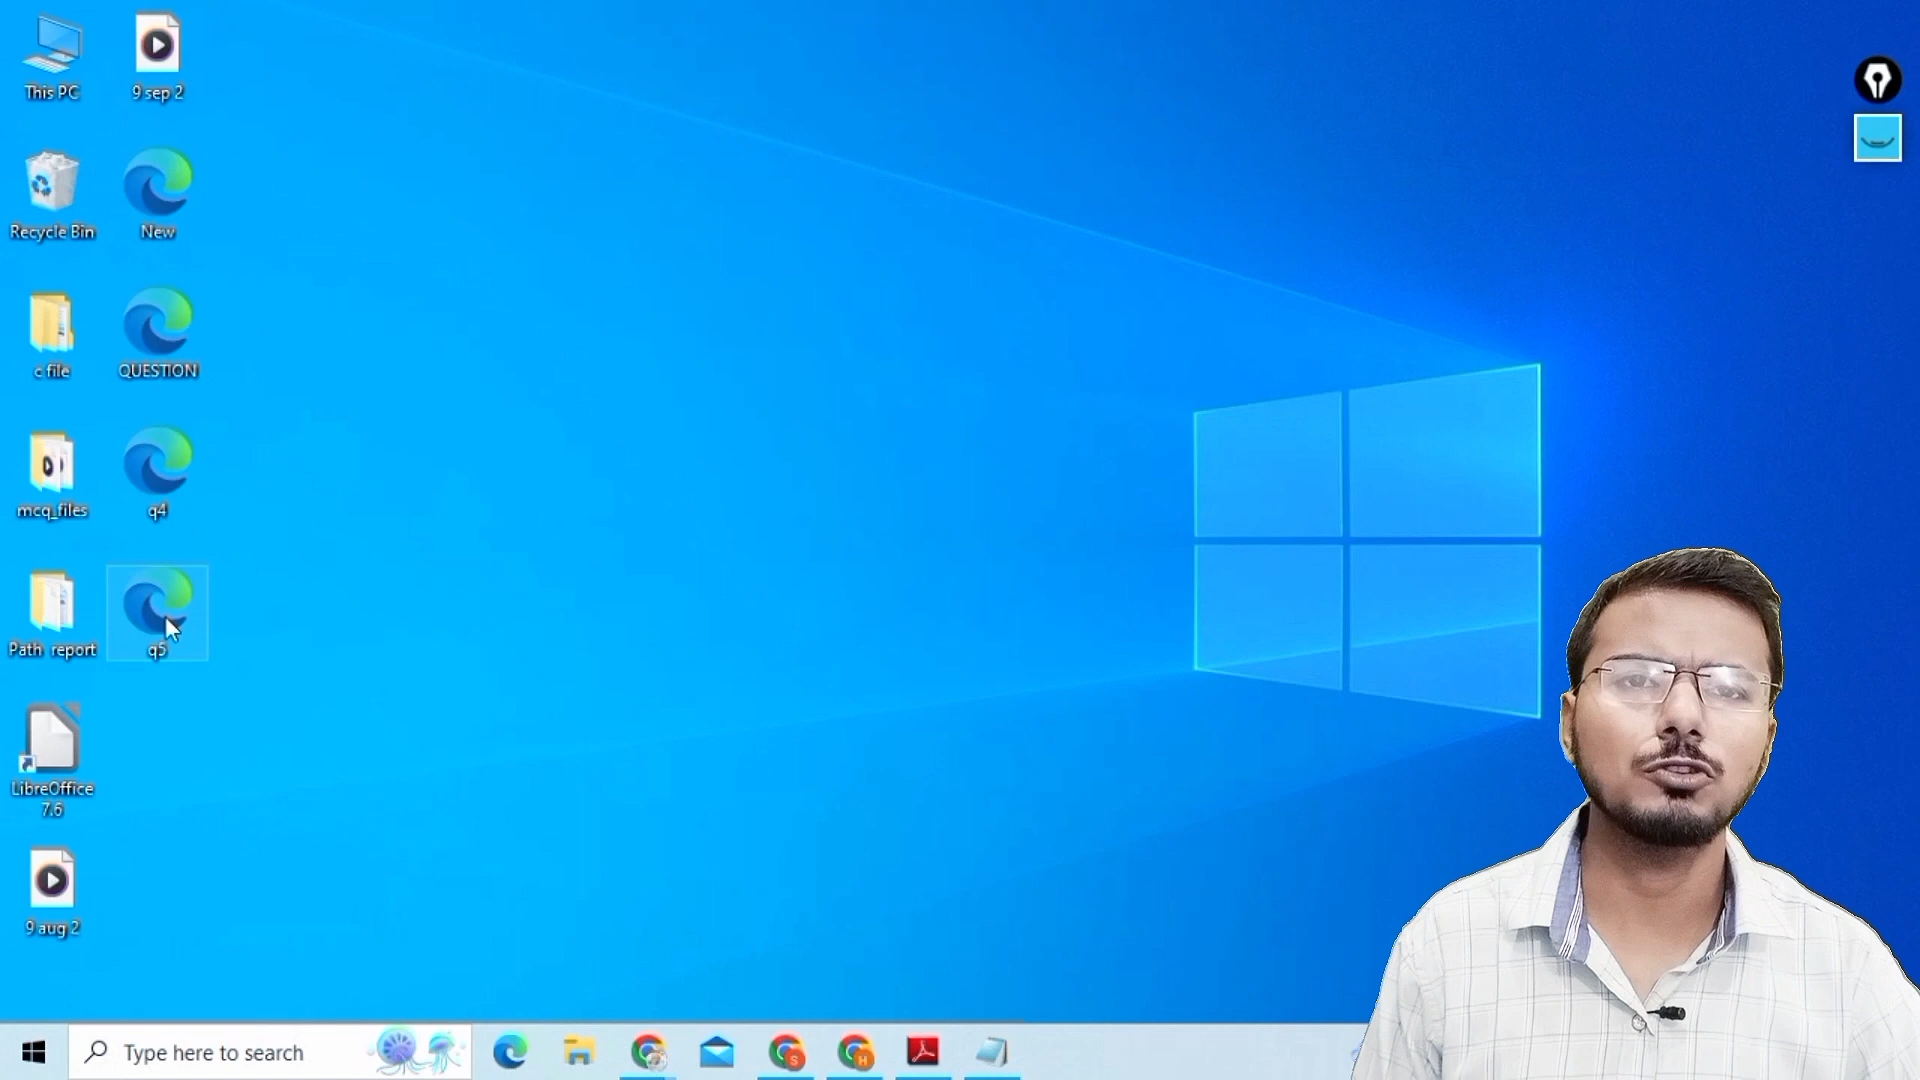 This PC
9 sep 2
Recycle Bin
New
c file
QUESTION
mcq_files
q4
Path report
q5
LibreOffice
7.6
9 aug 2
Type here to search
S
H